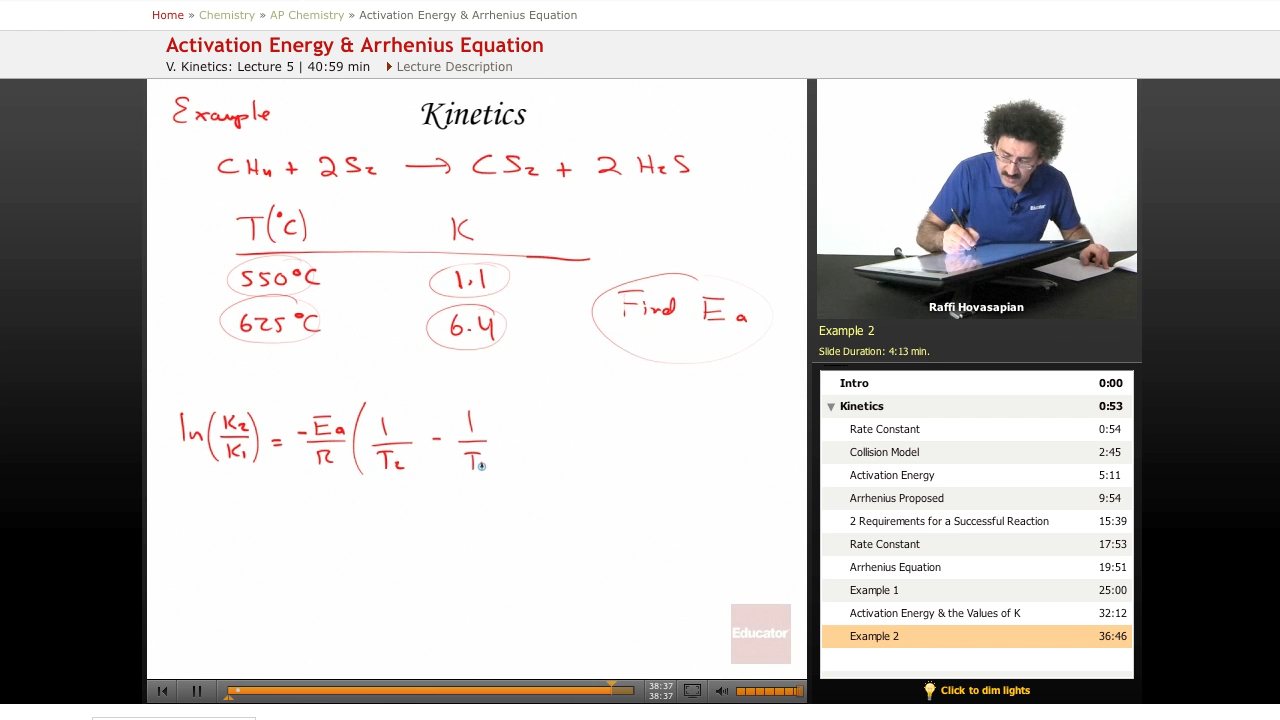 Home » Chemistry » AP Chemistry » Activation Energy & Arrhenius Equation
Activation Energy & Arrhenius Equation
V. Kinetics: Lecture 5 | 40:59 min Lecture Description
Example
Kinetics
CH₄ + 2S₂ → CS₂ + 2 H₂S
T(°C) K
550°C 1.1
625°C 6.4
Find Ea
ln(K₂/K₁) = -Ea/R (1/T₂ - 1/T
Educator
Educator
Raffi Hovasapian
Example 2
Slide Duration: 4:13 min.
Intro 0:00
Kinetics 0:53
Rate Constant 0:54
Collision Model 2:45
Activation Energy 5:11
Arrhenius Proposed 9:54
2 Requirements for a Successful Reaction 15:39
Rate Constant 17:53
Arrhenius Equation 19:51
Example 1 25:00
Activation Energy & the Values of K 32:12
Example 2 36:46
38:37
38:37
Click to dim lights